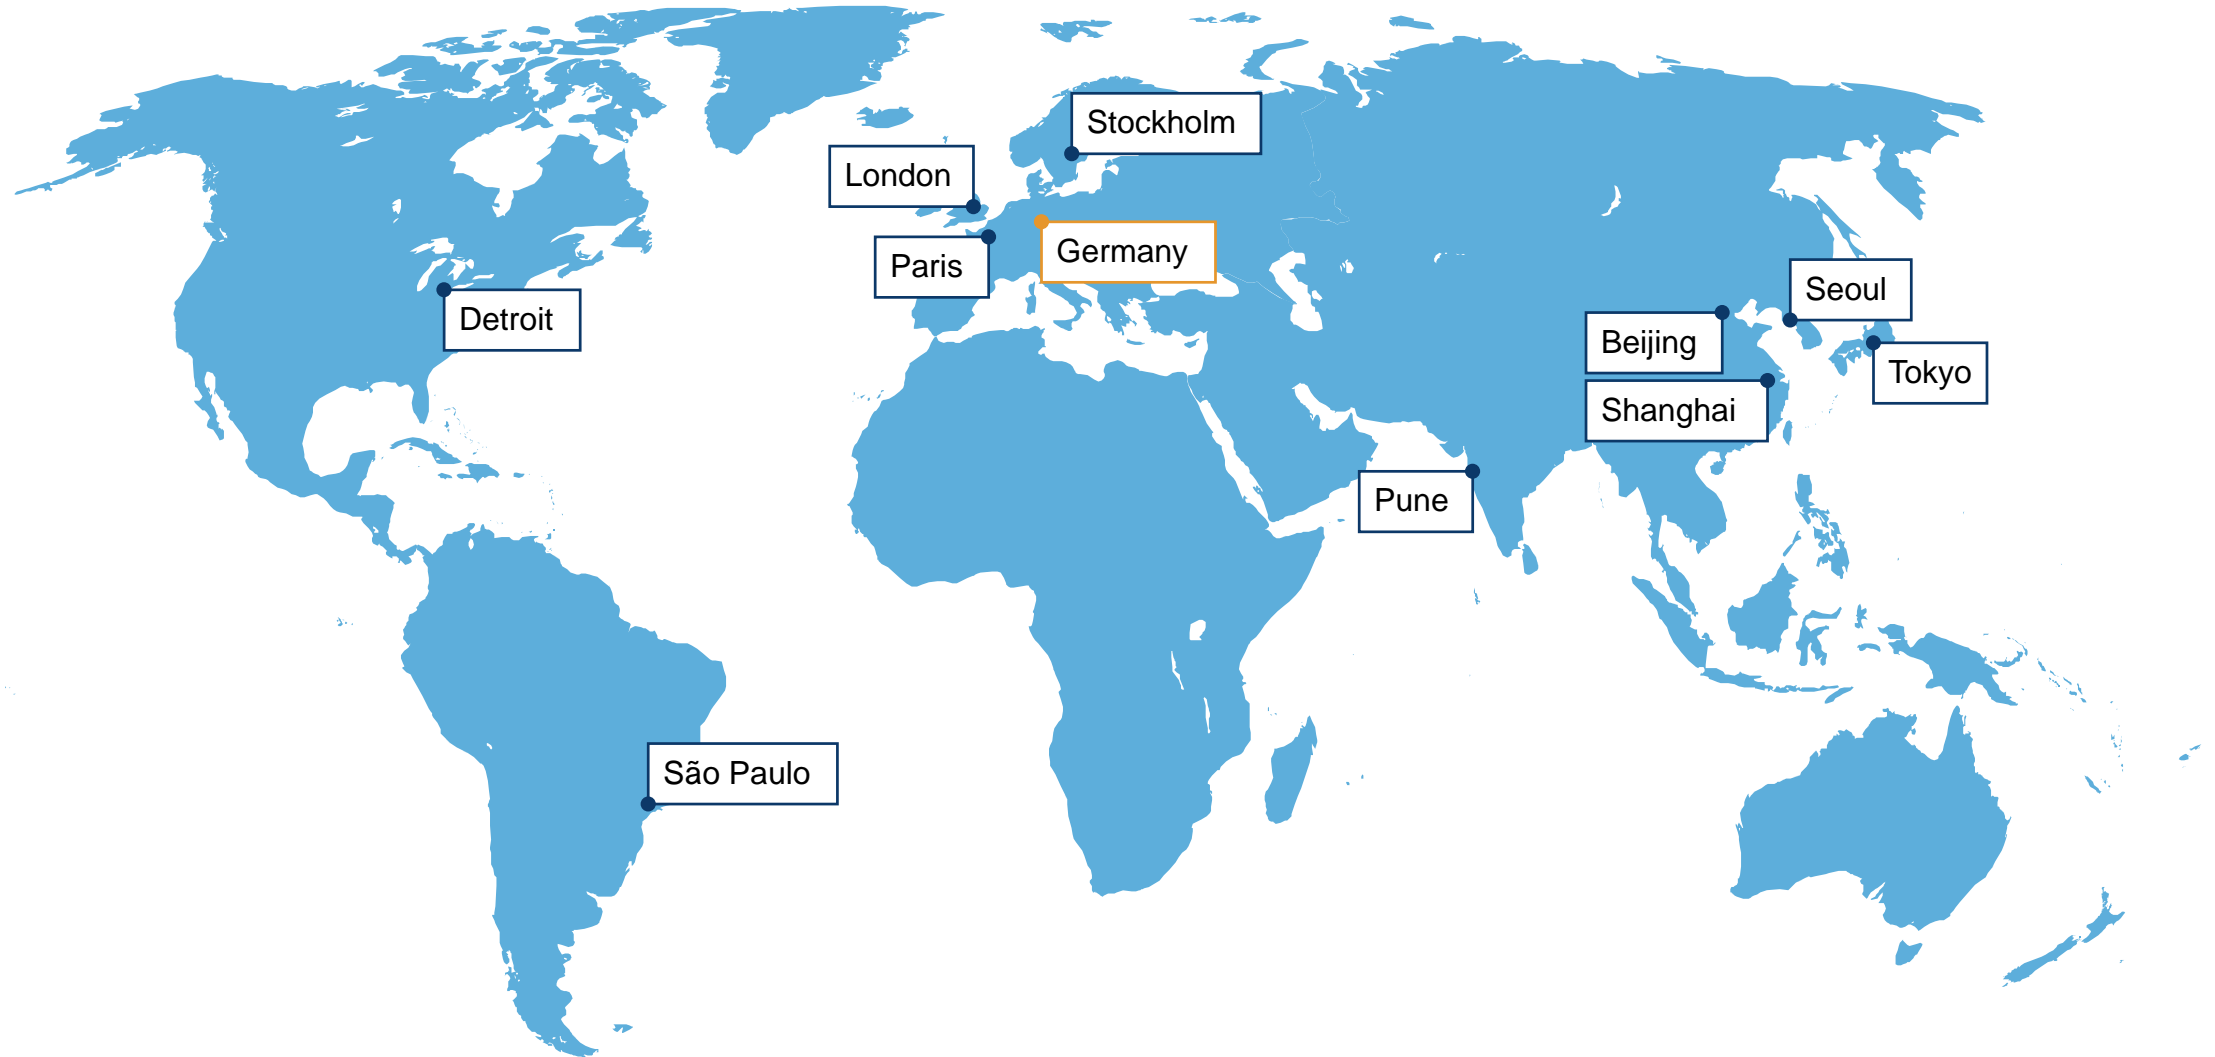 Stockholm
London
Germany
Paris
Detroit
Seoul
Beijing
Tokyo
Shanghai
Pune
São Paulo